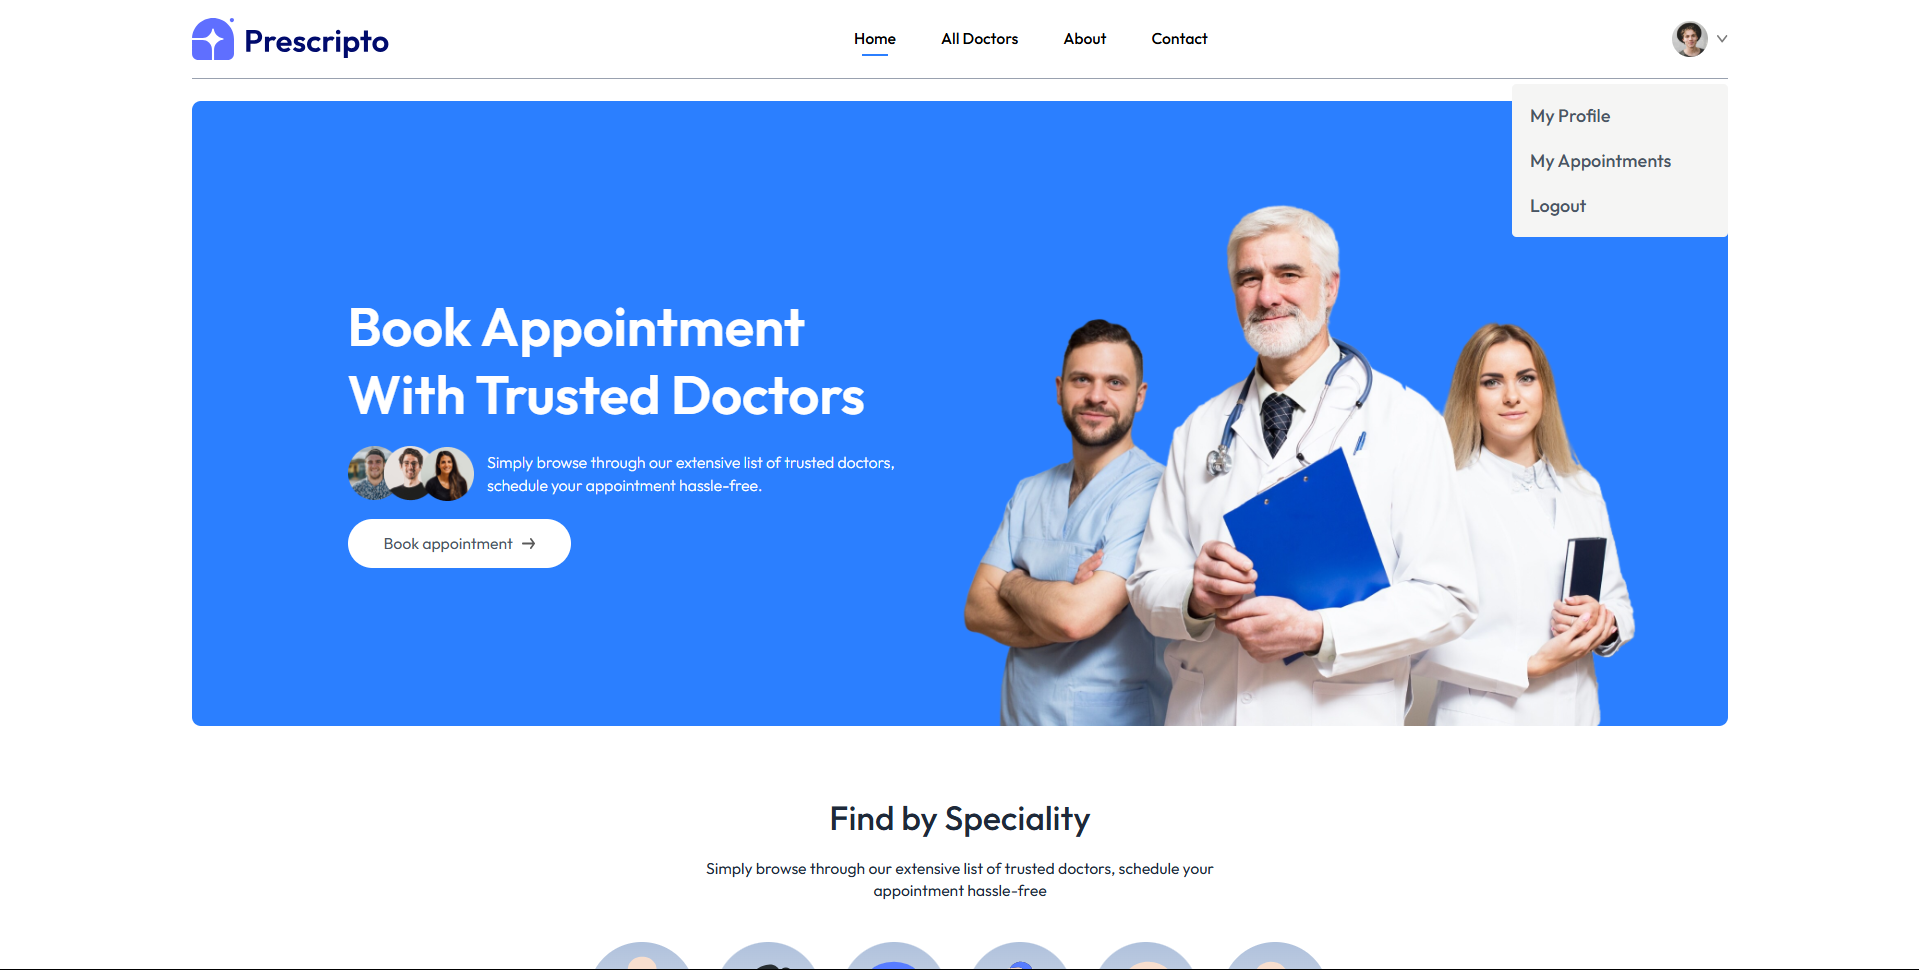 Prescripto
Home
All Doctors
About
Contact
My Profile
My Appointments
Logout
Book Appointment
With Trusted Doctors
Simply browse through our extensive list of trusted doctors,
schedule your appointment hassle-free.
Book appointment →
Find by Speciality
Simply browse through our extensive list of trusted doctors, schedule your
appointment hassle-free